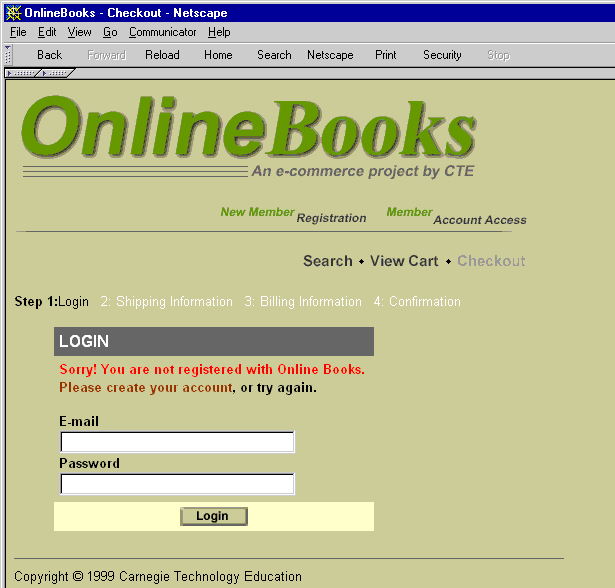 OnlineBooks - Checkout - Netscape
File Edit View Go Communicator Help
Back Forward Reload Home Search Netscape Print Security Stop
OnlineBooks
An e-commerce project by CTE
New Member Registration Member Account Access
Search • View Cart • Checkout
Step 1:Login 2: Shipping Information 3: Billing Information 4: Confirmation
LOGIN
Sorry! You are not registered with Online Books.
Please create your account, or try again.
E-mail
Password
Login
Copyright © 1999 Carnegie Technology Education